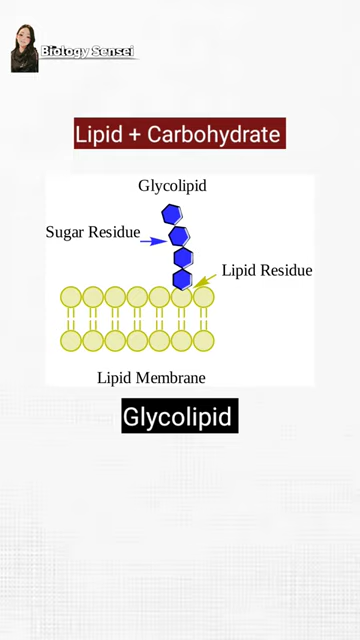 Biology Sensei
Lipid + Carbohydrate
Glycolipid
Sugar Residue
Lipid Residue
Lipid Membrane
Glycolipid